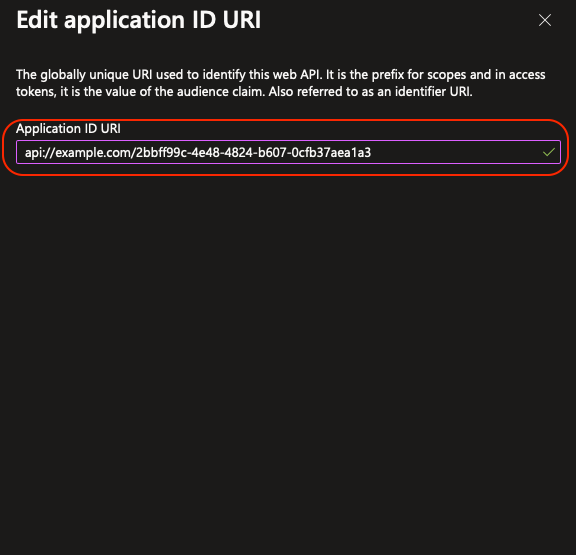 Edit application ID URI
The globally unique URI used to identify this web API. It is the prefix for scopes and in access
tokens, it is the value of the audience claim. Also referred to as an identifier URI.
Application ID URI
api://example.com/2bbff99c-4e48-4824-b607-0cfb37aea1a3